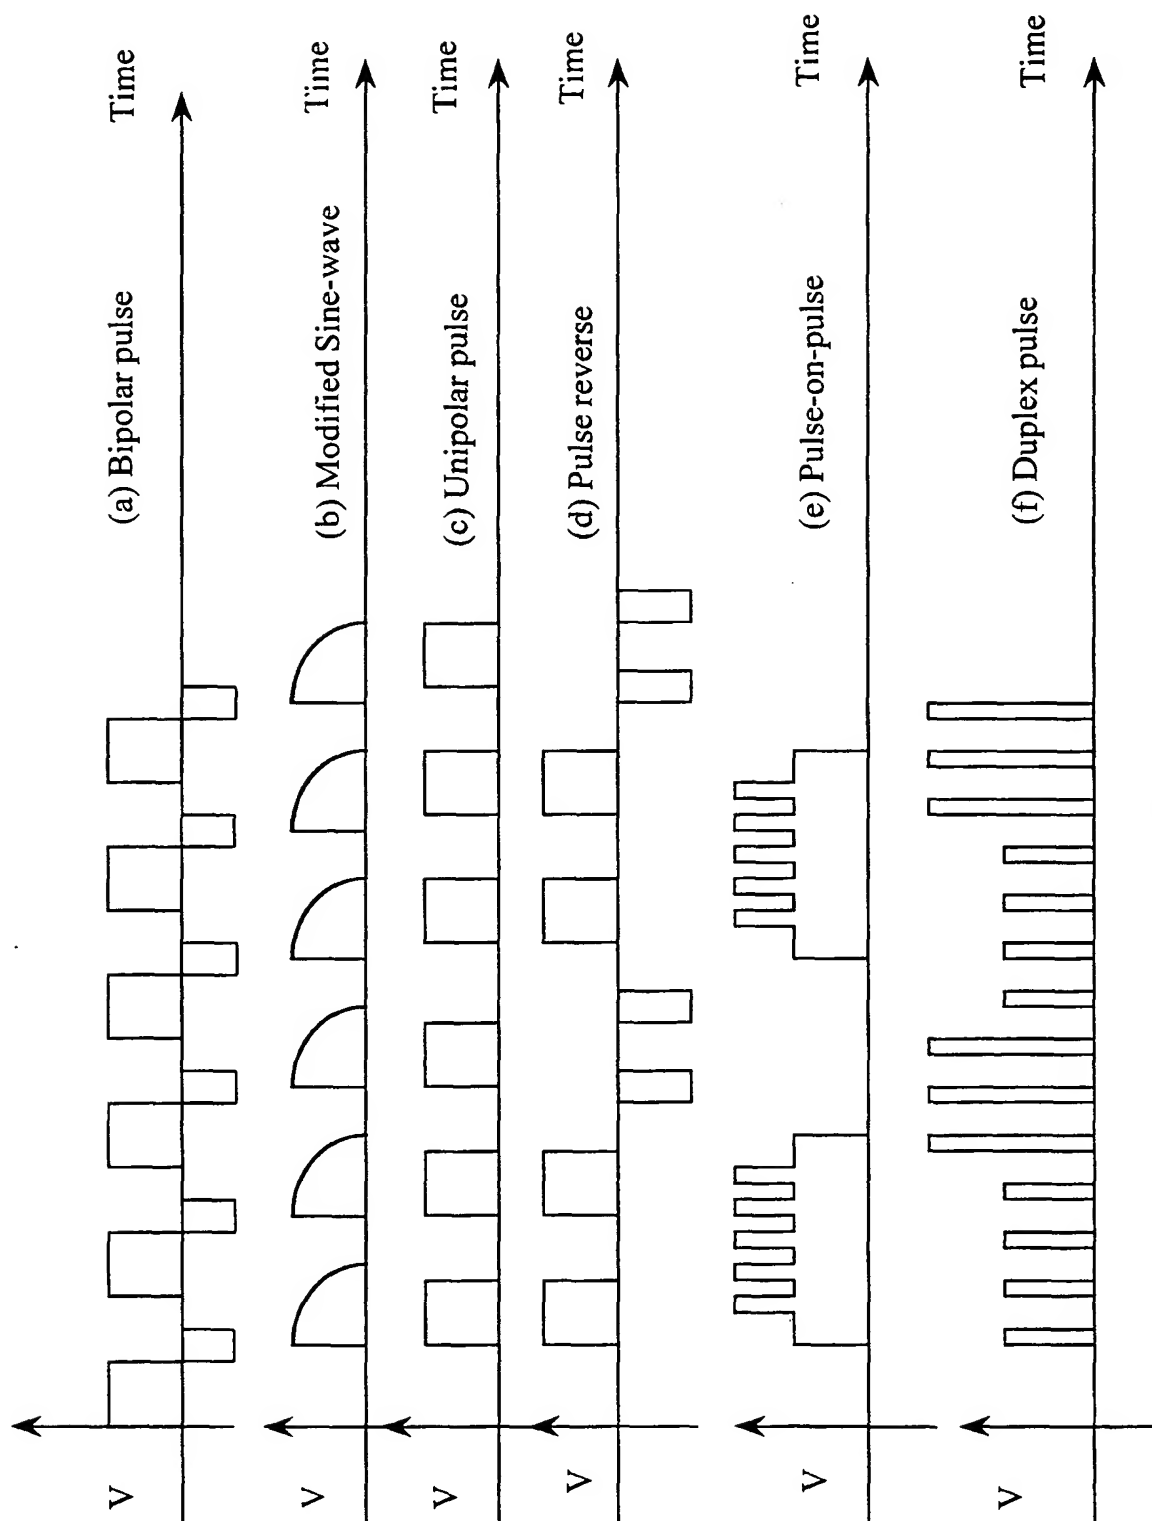 V
(a) Bipolar pulse
Time
V
(b) Modified Sine-wave
Time
V
(c) Unipolar pulse
Time
V
(d) Pulse reverse
Time
V
(e) Pulse-on-pulse
Time
V
(f) Duplex pulse
Time